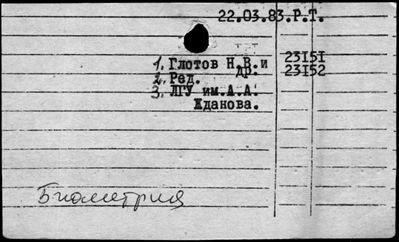 22.03.83.Р.Т.
1. Глотов Н.В.и др. 23151
2. Ред. 23152
3. ЛГУ им.А.А. Жданова.
Биометрия